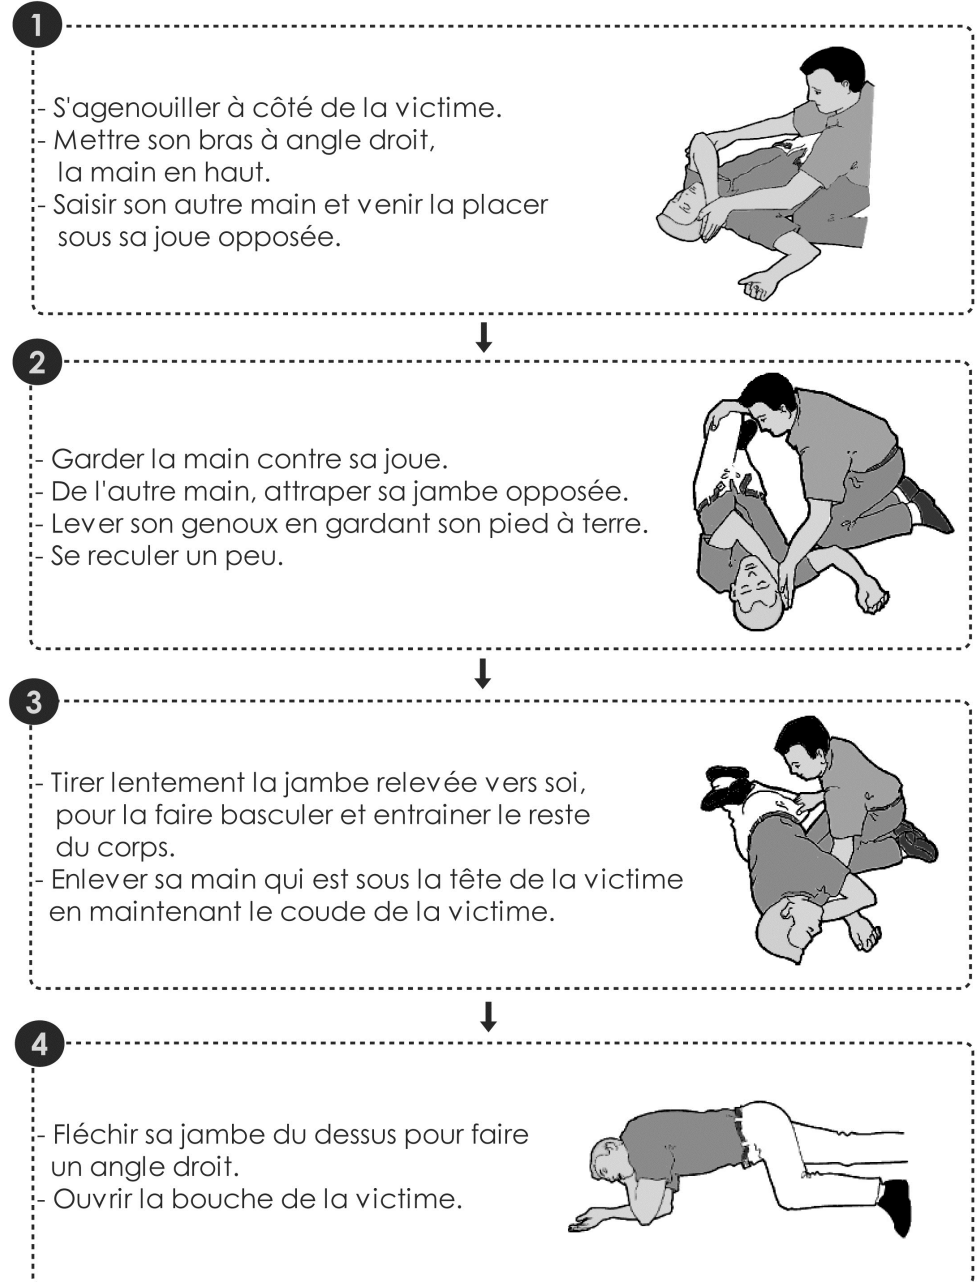 1
- S'agenouiller à côté de la victime.
- Mettre son bras à angle droit,
la main en haut.
- Saisir son autre main et venir la placer
sous sa joue opposée.
2
- Garder la main contre sa joue.
- De l'autre main, attraper sa jambe opposée.
- Lever son genoux en gardant son pied à terre.
- Se reculer un peu.
3
- Tirer lentement la jambe relevée vers soi,
pour la faire basculer et entrainer le reste
du corps.
- Enlever sa main qui est sous la tête de la victime
en maintenant le coude de la victime.
4
- Fléchir sa jambe du dessus pour faire
un angle droit.
- Ouvrir la bouche de la victime.